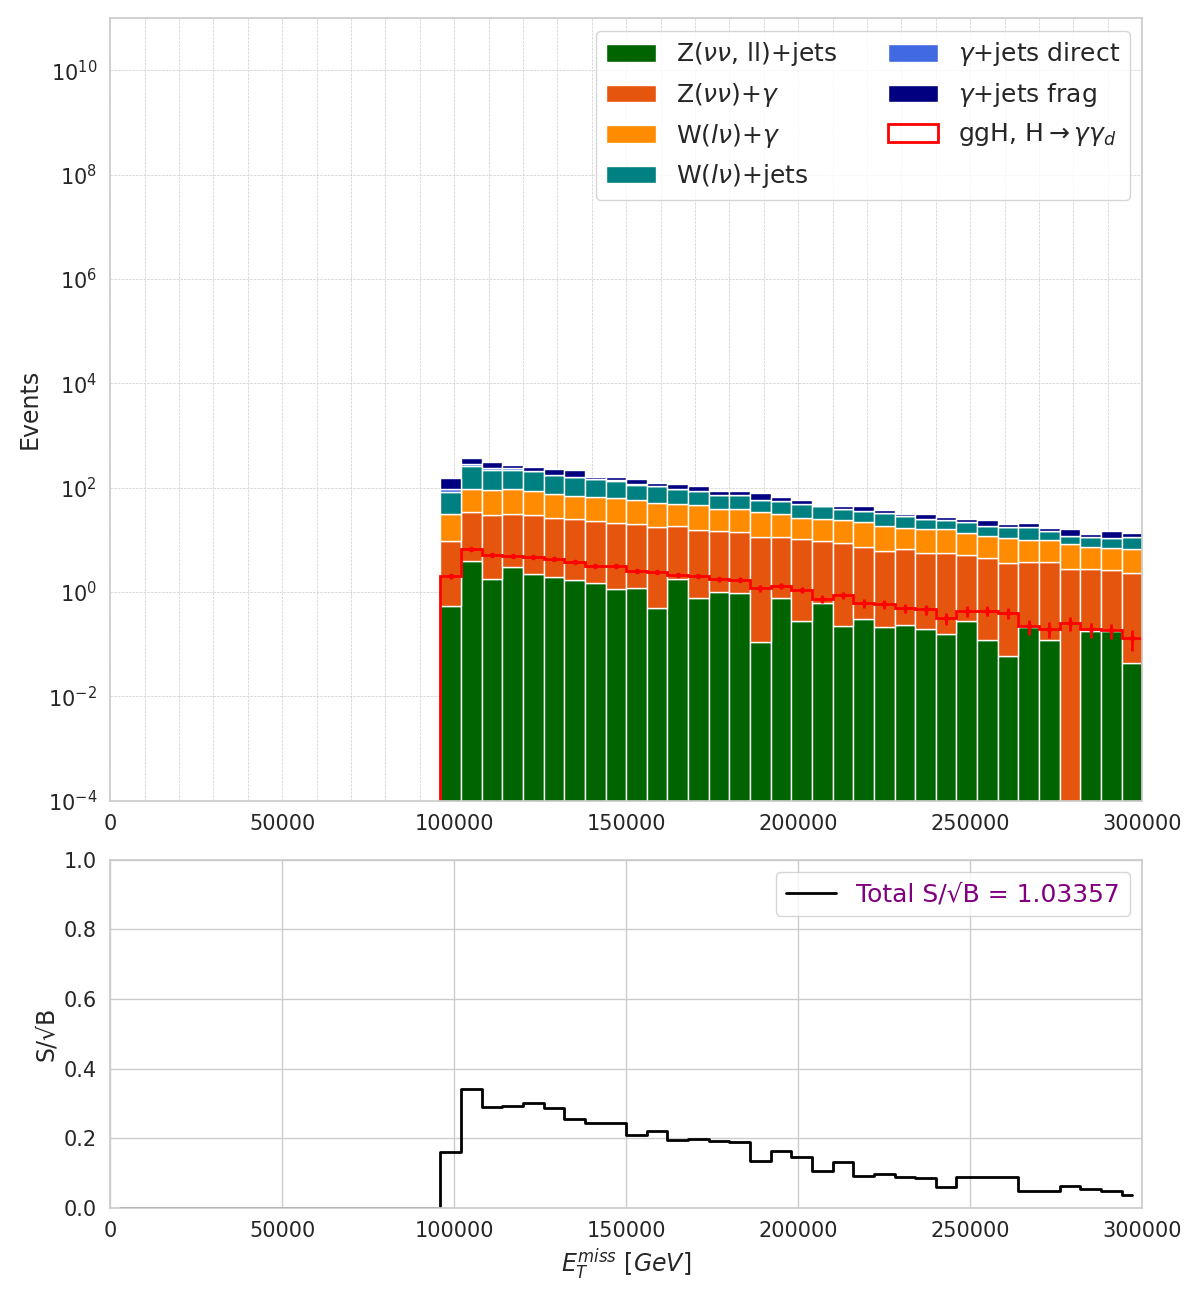 Z(νν, ll)+jets
Z(νν)+γ
W(lν)+γ
W(lν)+jets
γ+jets direct
γ+jets frag
ggH, H→γγ_d
Events
10^10
10^8
10^6
10^4
10^2
10^0
10^−2
10^−4
0 50000 100000 150000 200000 250000 300000
Total S/√B = 1.03357
S/√B
1.0
0.8
0.6
0.4
0.2
0.0
0 50000 100000 150000 200000 250000 300000
E_T^miss [GeV]